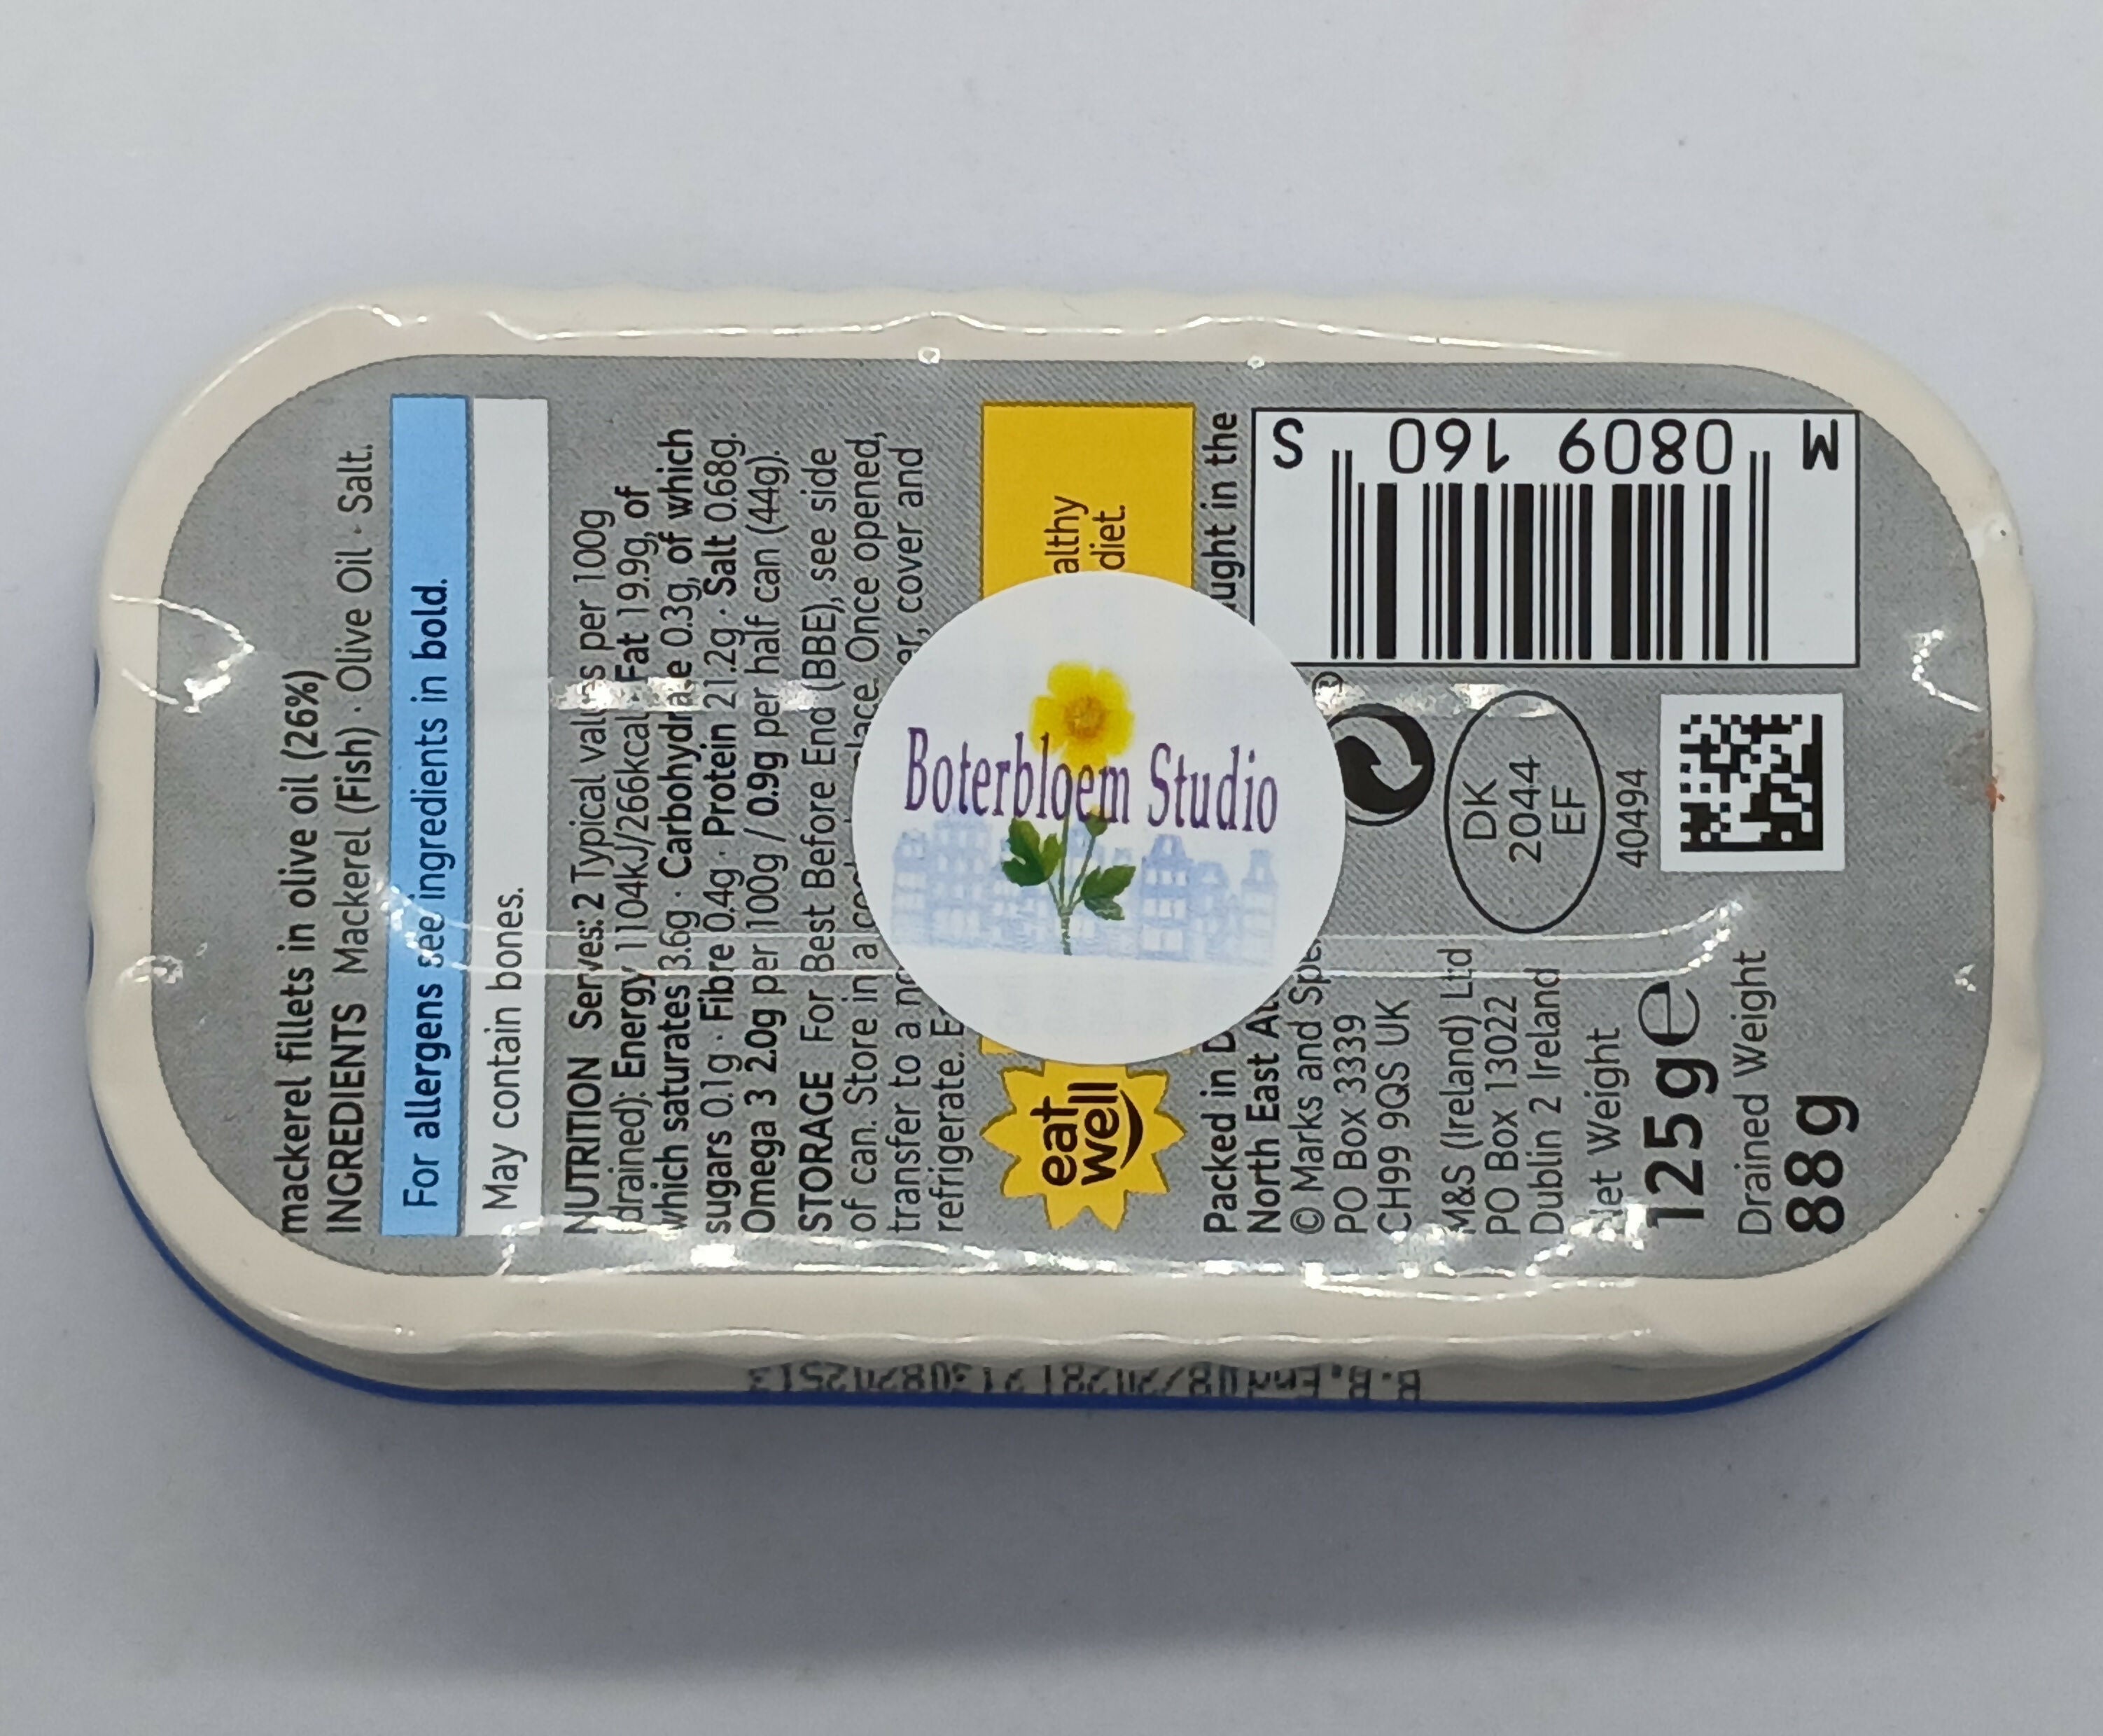 mackerel fillets in olive oil (26%)
INGREDIENTS Mackerel (Fish) · Olive Oil · Salt.
For allergens see ingredients in bold.
May contain bones.
NUTRITION Serves: 2 Typical values per 100g
(drained): Energy 1104kJ/266kcal · Fat 19.9g, of
which saturates 3.6g · Carbohydrate 0.3g, of which
sugars 0.1g · Fibre 0.4g · Protein 21.2g · Salt 0.68g.
Omega 3 2.0g per 100g / 0.9g per half can (44g).
STORAGE For Best Before End (BBE), see side
of can. Store in a Once opened,
transfer to a cover and
refrigerate.
eat
well
diet.
Packed in in the
North East
© Marks and
PO Box 3339
CH99 9QS UK
M&S (Ireland) Ltd
PO Box 13022
Dublin 2 Ireland
Net Weight
125g e
Drained Weight
88g
M 0809 160 S
DK
2044
EF
40494
Boterbloem Studio